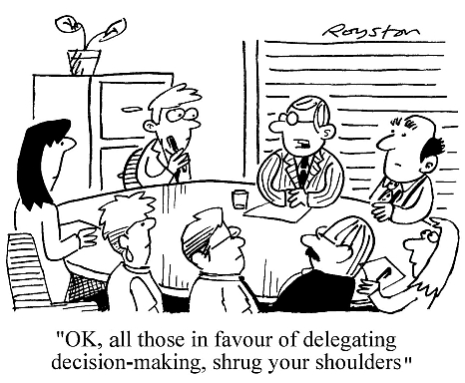 Royston
"OK, all those in favour of delegating
decision-making, shrug your shoulders"